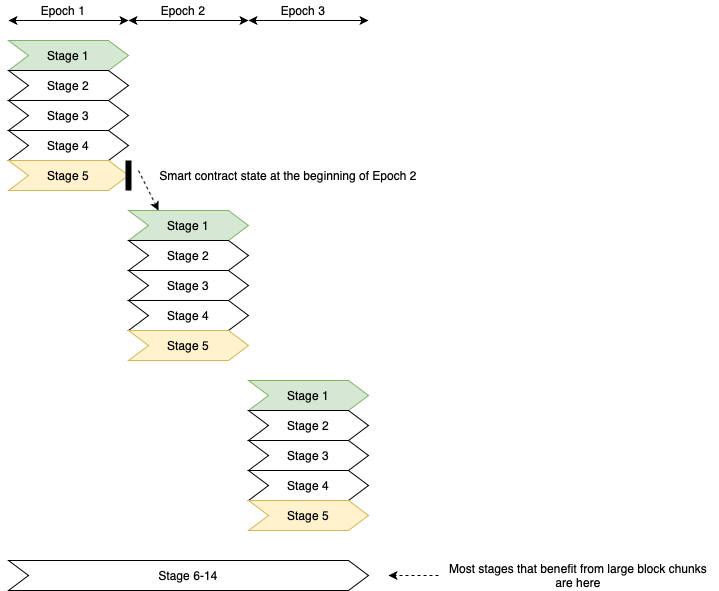 Epoch 1
Epoch 2
Epoch 3
Stage 1
Stage 2
Stage 3
Stage 4
Stage 5
Smart contract state at the beginning of Epoch 2
Stage 1
Stage 2
Stage 3
Stage 4
Stage 5
Stage 1
Stage 2
Stage 3
Stage 4
Stage 5
Stage 6-14
Most stages that benefit from large block chunks
are here